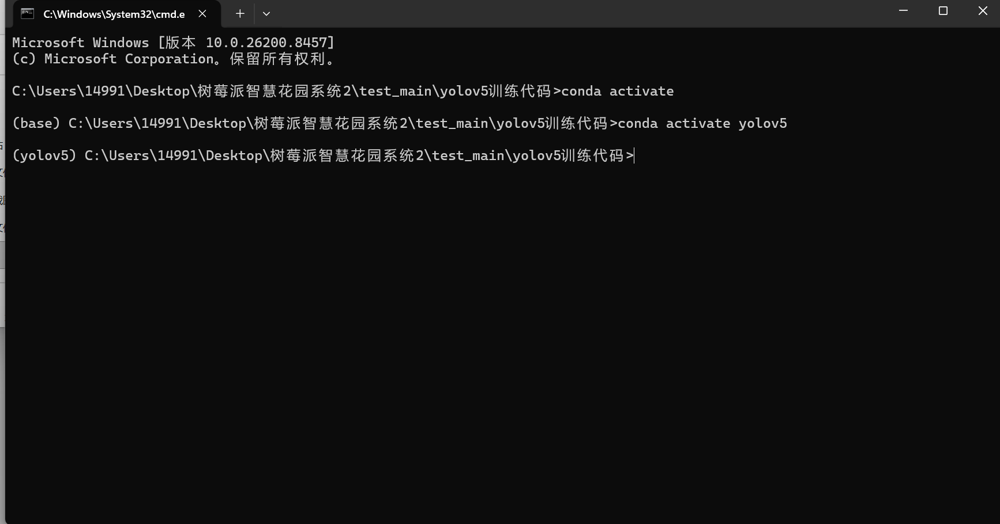 C:\Windows\System32\cmd.e
Microsoft Windows [版本 10.0.26200.8457]
(c) Microsoft Corporation。保留所有权利。
C:\Users\14991\Desktop\树莓派智慧花园系统2\test_main\yolov5训练代码>conda activate
(base) C:\Users\14991\Desktop\树莓派智慧花园系统2\test_main\yolov5训练代码>conda activate yolov5
(yolov5) C:\Users\14991\Desktop\树莓派智慧花园系统2\test_main\yolov5训练代码>